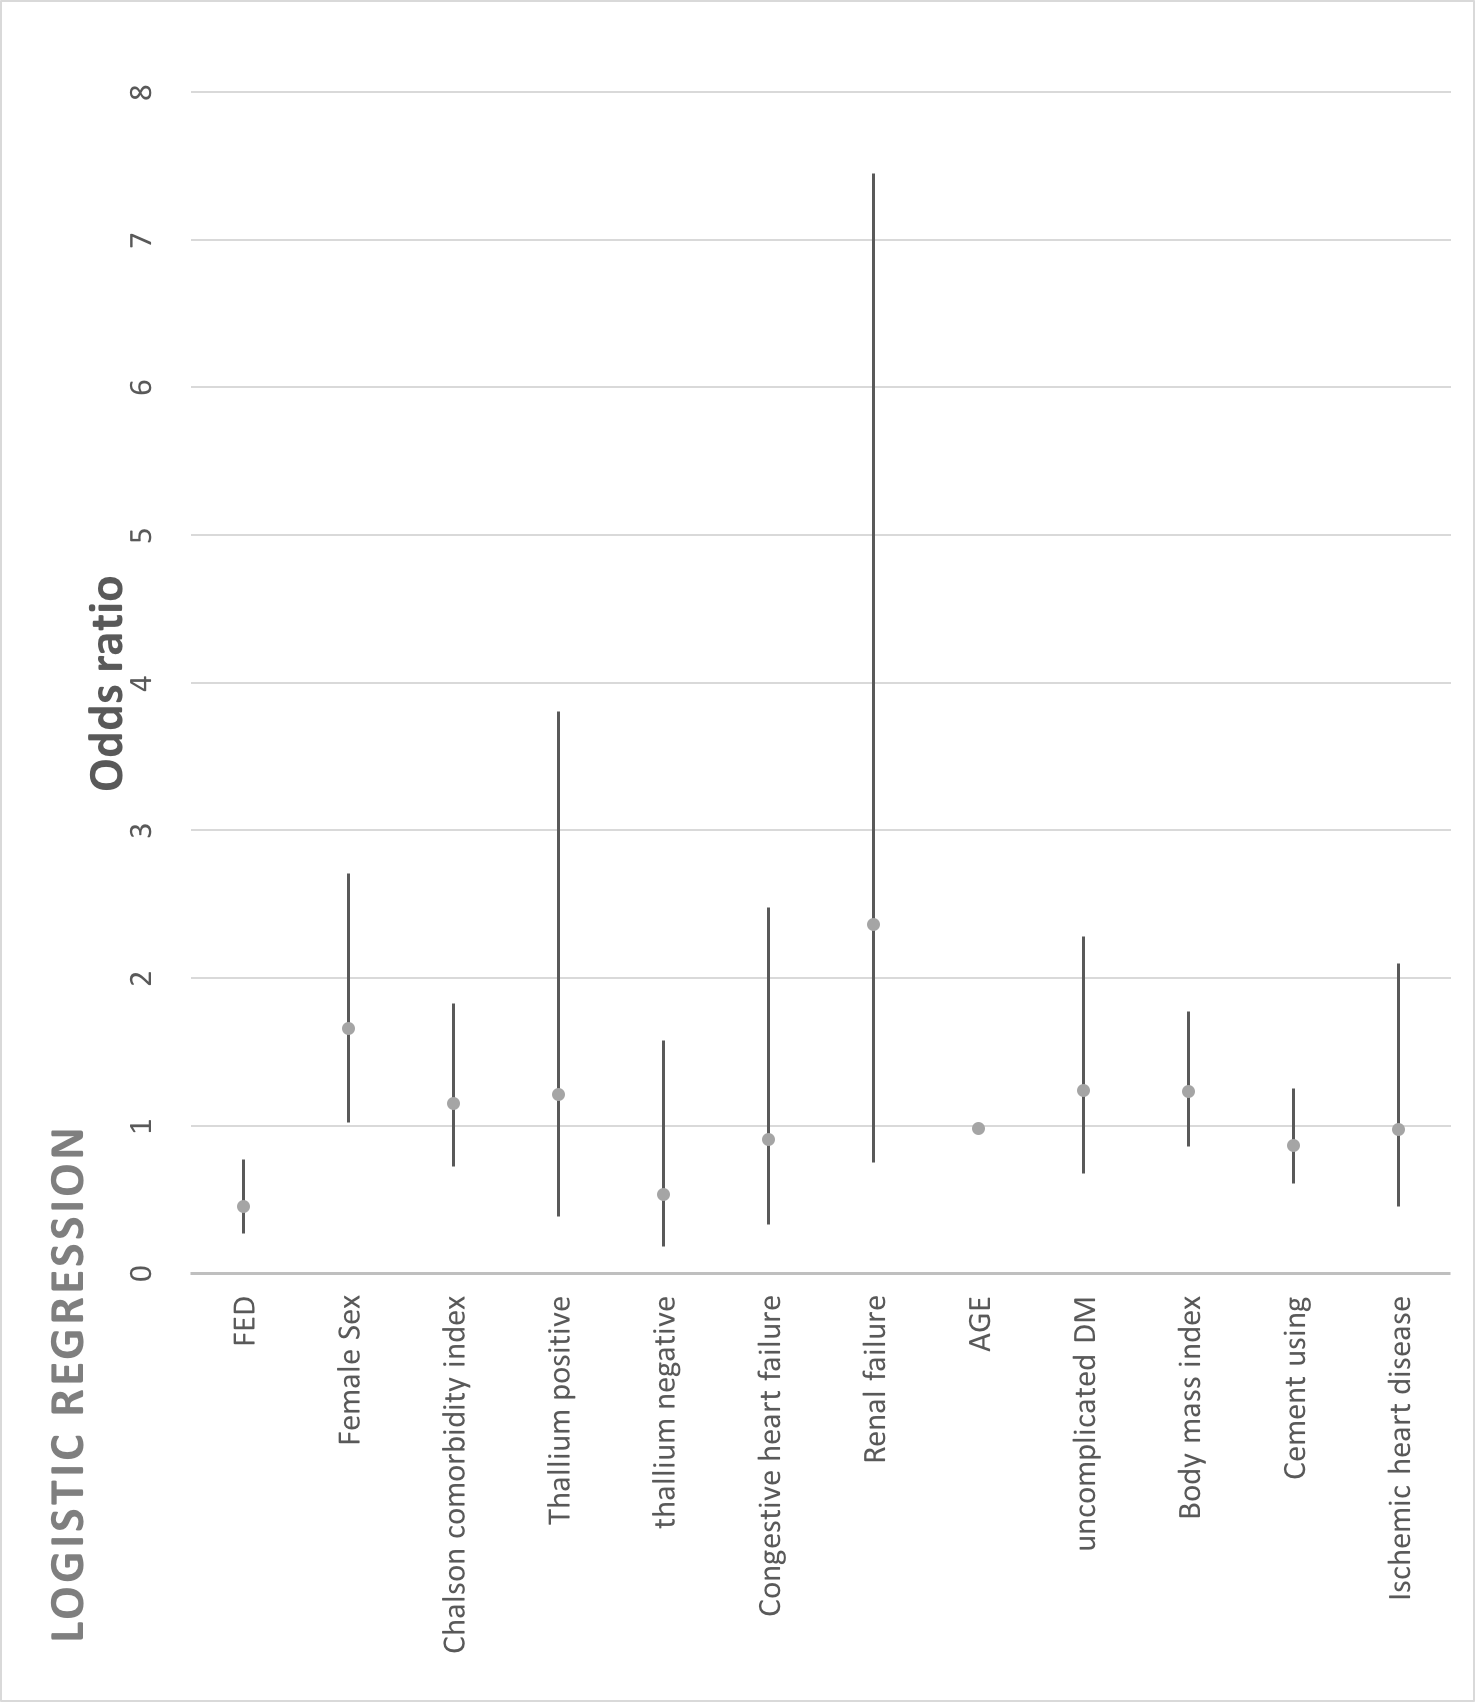 LOGISTIC REGRESSION
Odds ratio
0
1
2
3
4
5
6
7
8
FED
Female Sex
Chalson comorbidity index
Thallium positive
thallium negative
Congestive heart failure
Renal failure
AGE
uncomplicated DM
Body mass index
Cement using
Ischemic heart disease